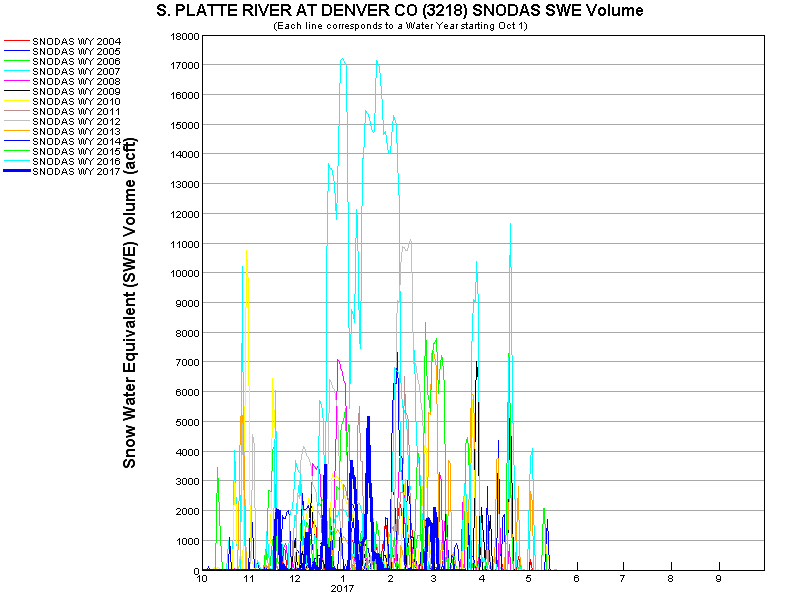 S. PLATTE RIVER AT DENVER CO (3218) SNODAS SWE Volume
(Each line corresponds to a Water Year starting Oct 1)
SNODAS WY 2004
SNODAS WY 2005
SNODAS WY 2006
SNODAS WY 2007
SNODAS WY 2008
SNODAS WY 2009
SNODAS WY 2010
SNODAS WY 2011
SNODAS WY 2012
SNODAS WY 2013
SNODAS WY 2014
SNODAS WY 2015
SNODAS WY 2016
SNODAS WY 2017
Snow Water Equivalent (SWE) Volume (acft)
18000
17000
16000
15000
14000
13000
12000
11000
10000
9000
8000
7000
6000
5000
4000
3000
2000
1000
0
10 11 12 1 2 3 4 5 6 7 8 9
2017